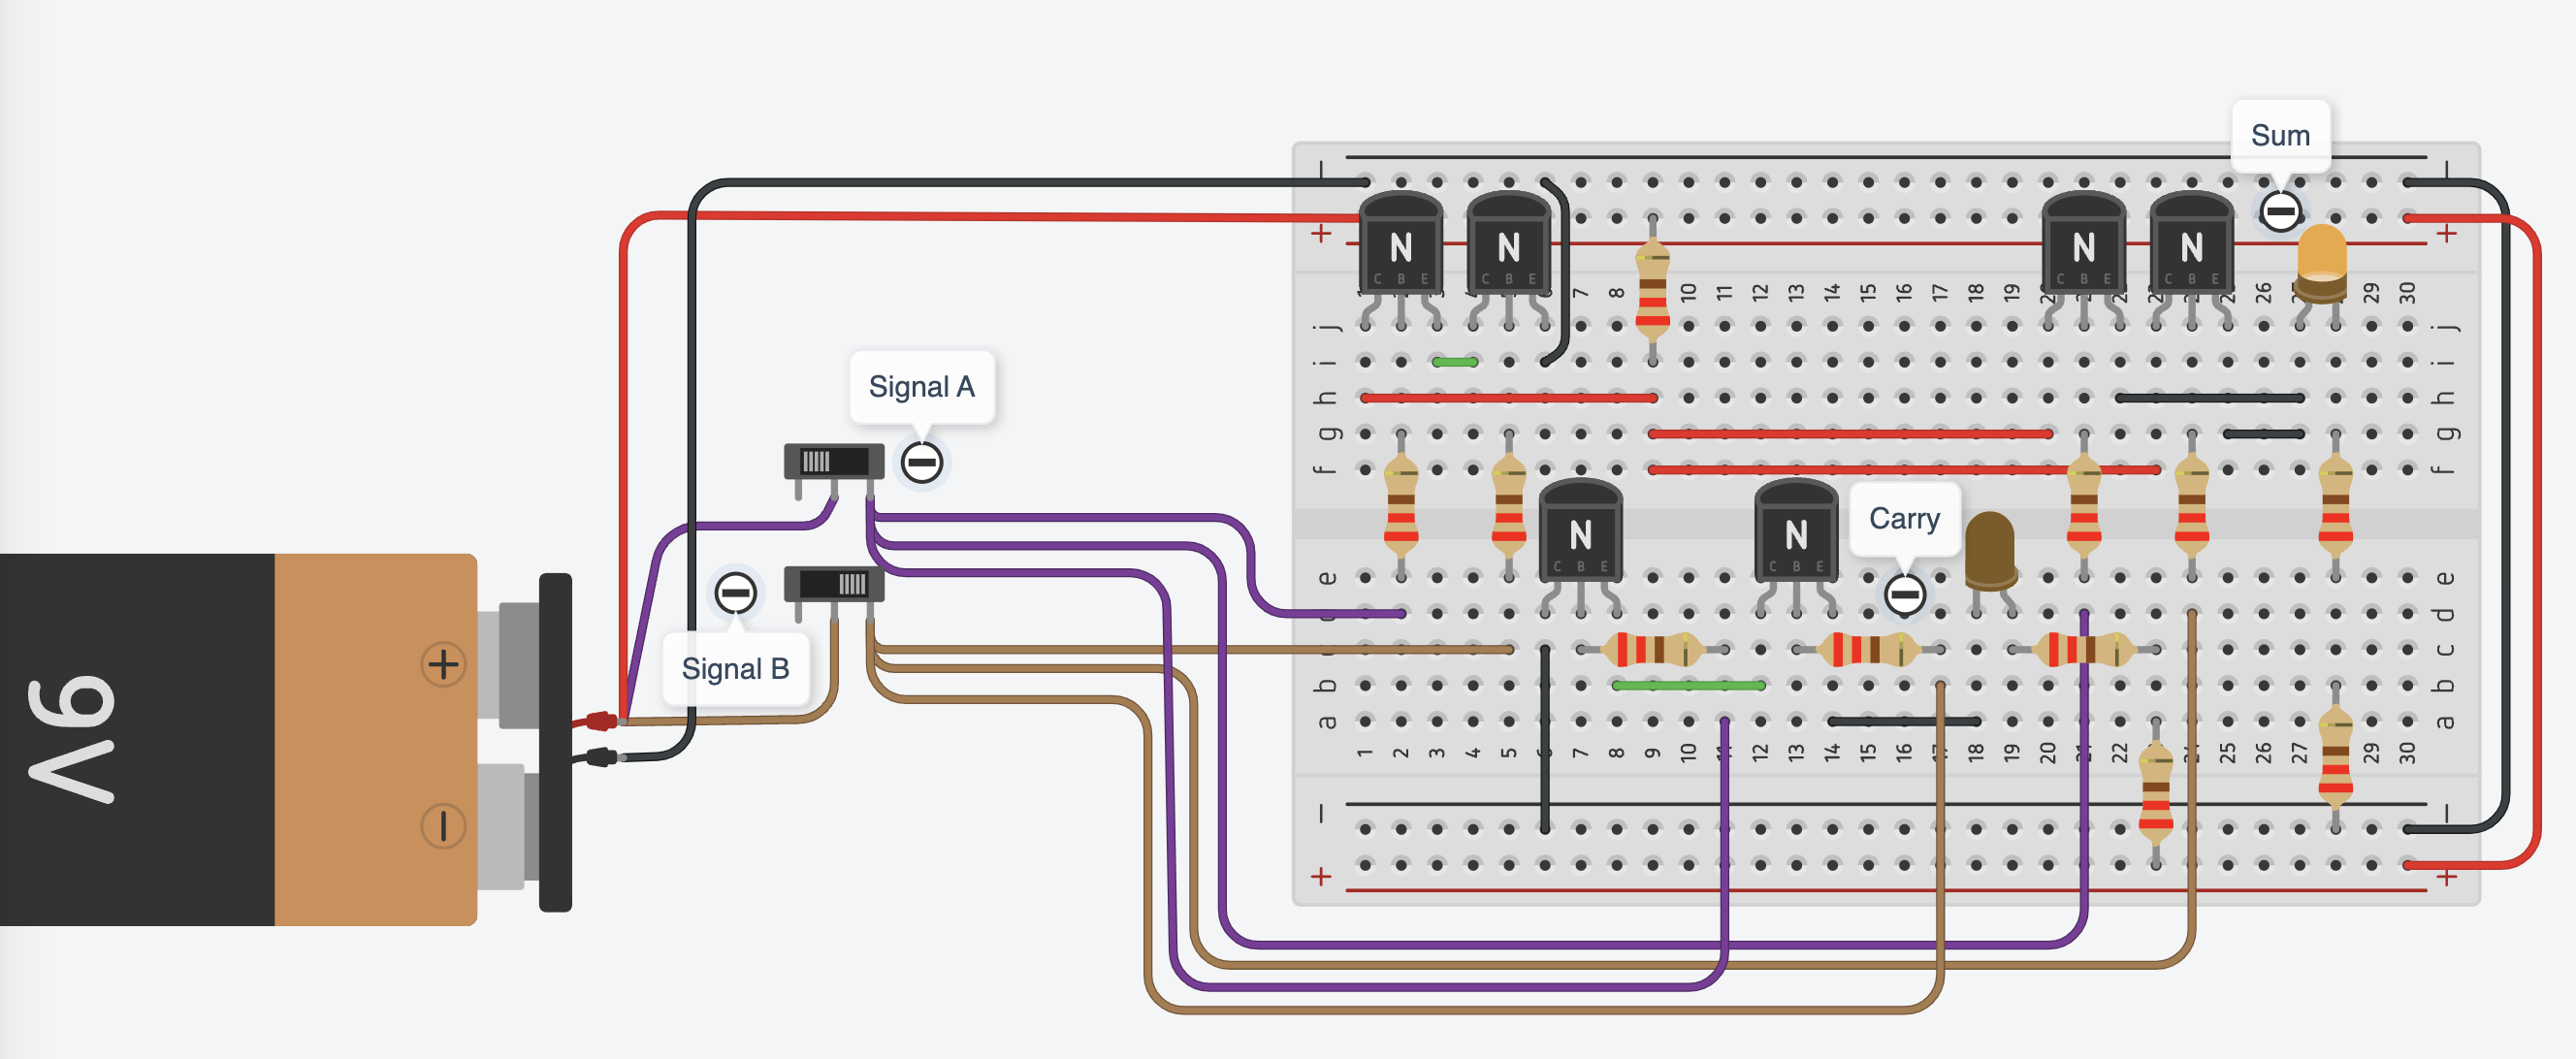 Sum
N N N N
C B E C B E C B E C B E
7 8 10 11 12 13 14 15 16 17 18 19 26 29 30
j j
i i
h h
g g
f f
Signal A
N N
C B E C B E
Carry
e e
d
c
b b
a a
1 2 3 4 5 7 8 9 10 12 13 14 15 16 18 19 20 22 25 26 27 29 30
Signal B
9V
+
−